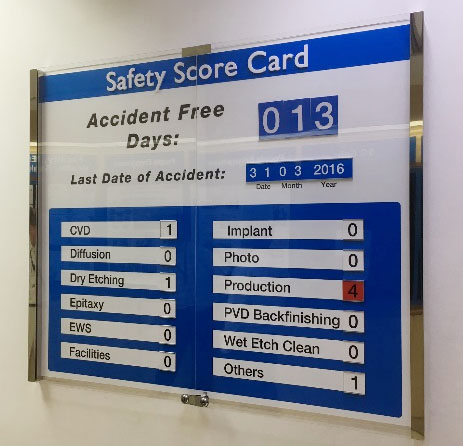 Safety Score Card
Accident Free
Days:
013
Last Date of Accident:
31 03 2016
Date Month Year
CVD 1
Diffusion 0
Dry Etching 1
Epitaxy 0
EWS 0
Facilities 0
Implant 0
Photo 0
Production 4
PVD Backfinishing 0
Wet Etch Clean 0
Others 1